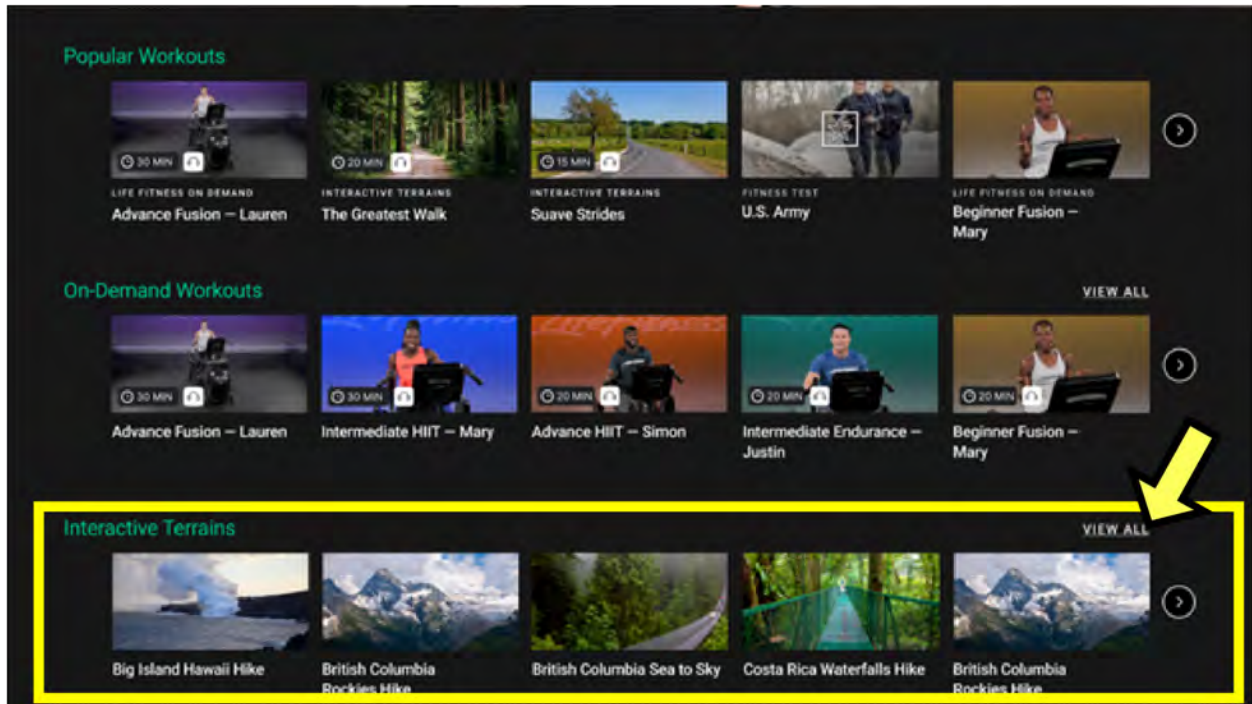 Popular Workouts
30 MIN
20 MIN
15 MIN
LIFE FITNESS ON DEMAND
INTERACTIVE TERRAINS
INTERACTIVE TERRAINS
FITNESS TEST
LIFE FITNESS ON DEMAND
Advance Fusion — Lauren
The Greatest Walk
Suave Strides
U.S. Army
Beginner Fusion —
Mary
On-Demand Workouts
VIEW ALL
30 MIN
30 MIN
20 MIN
20 MIN
20 MIN
Advance Fusion — Lauren
Intermediate HIIT — Mary
Advance HIIT — Simon
Intermediate Endurance —
Justin
Beginner Fusion —
Mary
Interactive Terrains
VIEW ALL
Big Island Hawaii Hike
British Columbia
Rockies Hike
British Columbia Sea to Sky
Costa Rica Waterfalls Hike
British Columbia
Rockies Hike